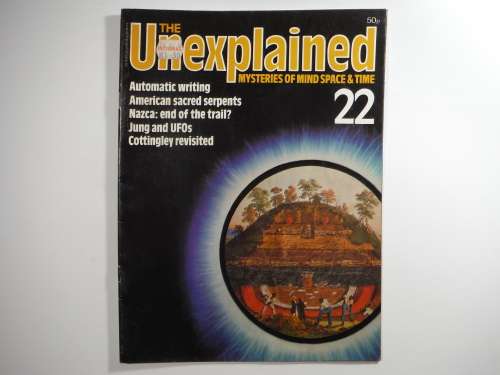 THE
50p
Unexplained
MYSTERIES OF MIND SPACE & TIME
22
Automatic writing
American sacred serpents
Nazca: end of the trail?
Jung and UFOs
Cottingley revisited